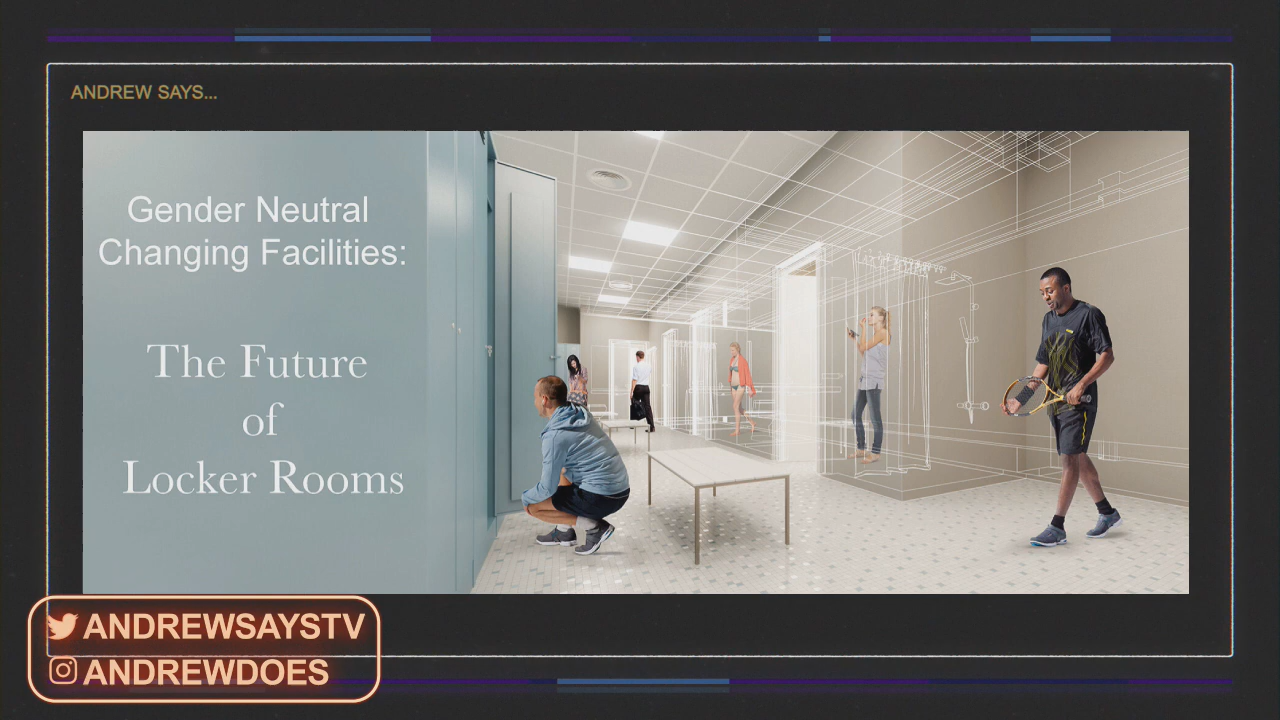 ANDREW SAYS...
Gender Neutral
Changing Facilities:
The Future
of
Locker Rooms
ANDREWSAYSTV
ANDREWDOES